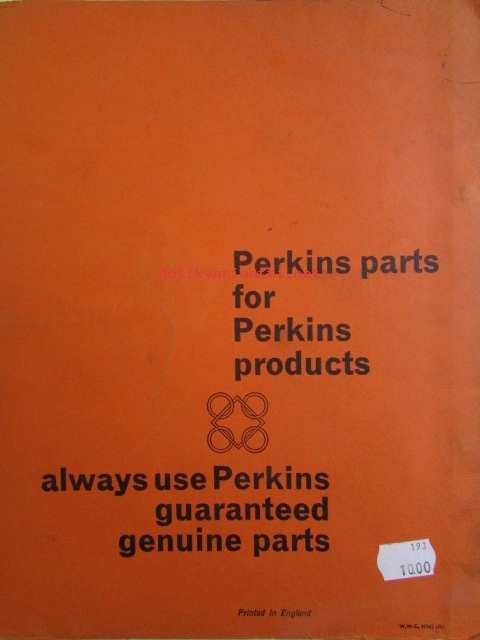 Perkins parts
for
Perkins
products
always use Perkins
guaranteed
genuine parts
193
10.00
Printed in England